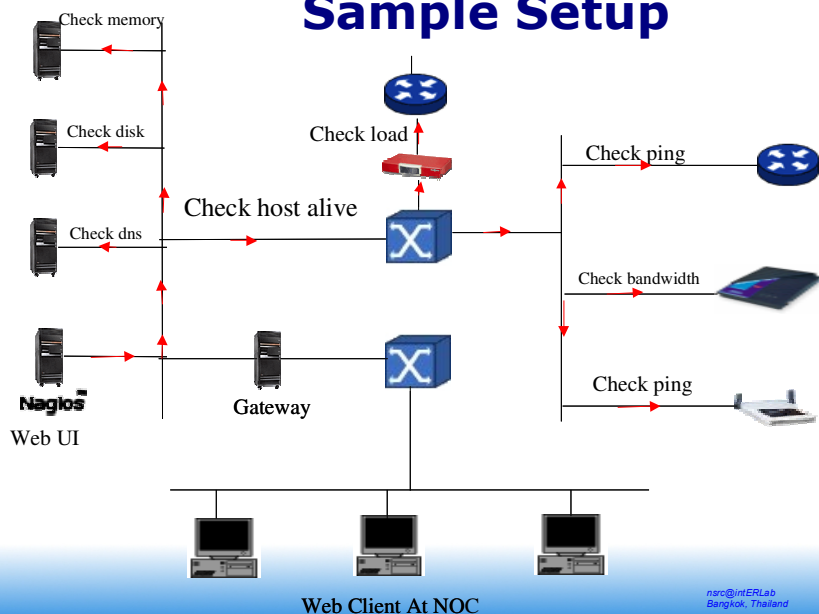 Sample Setup
Check memory
Check disk
Check load
Check ping
Check host alive
Check dns
Check bandwidth
Check ping
Nagios
Gateway
Web UI
Web Client At NOC
nsrc@intERLab
Bangkok, Thailand